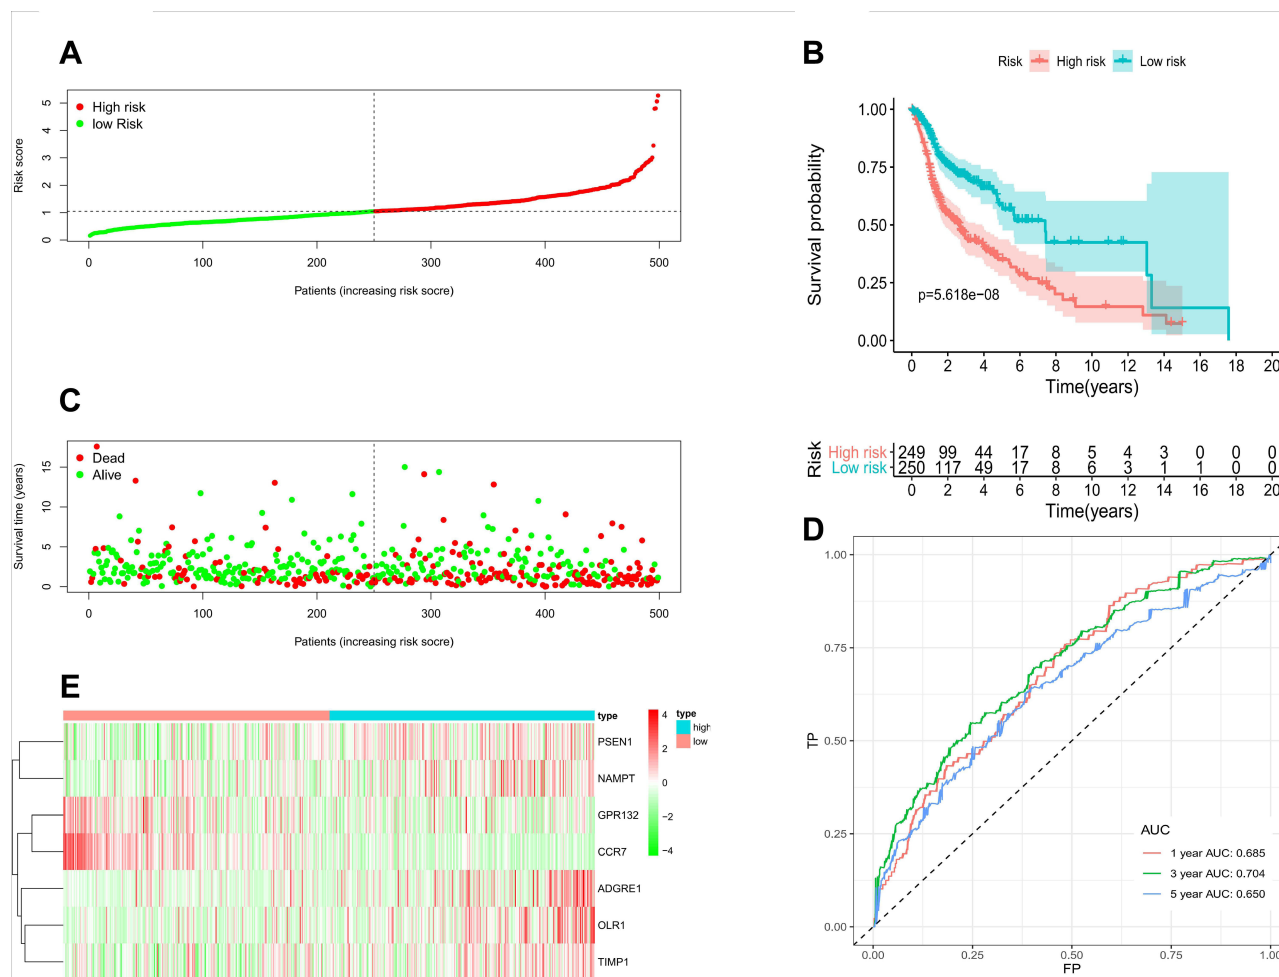 A
High risk
low Risk
Risk score
5
4
3
2
1
0
0 100 200 300 400 500
Patients (increasing risk socre)
B
Risk High risk Low risk
Survival probability
1.00
0.75
0.50
0.25
0.00
p=5.618e−08
0 2 4 6 8 10 12 14 16 18 20
Time(years)
Risk
High risk 249 99 44 17 8 5 4 3 0 0 0
Low risk 250 117 49 17 8 6 3 1 1 0 0
0 2 4 6 8 10 12 14 16 18 20
Time(years)
C
Dead
Alive
Survival time (years)
15
10
5
0
0 100 200 300 400 500
Patients (increasing risk socre)
D
TP
1.00
0.75
0.50
0.25
0.00
AUC
1 year AUC: 0.685
3 year AUC: 0.704
5 year AUC: 0.650
0.00 0.25 0.50 0.75 1.00
FP
E
type
PSEN1
NAMPT
GPR132
CCR7
ADGRE1
OLR1
TIMP1
4
2
0
−2
−4
type
high
low